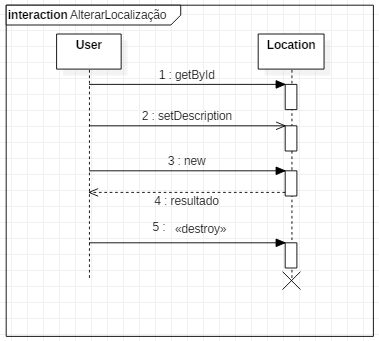 interaction AlterarLocalização
User
Location
1 : getById
2 : setDescription
3 : new
4 : resultado
5 : «destroy»